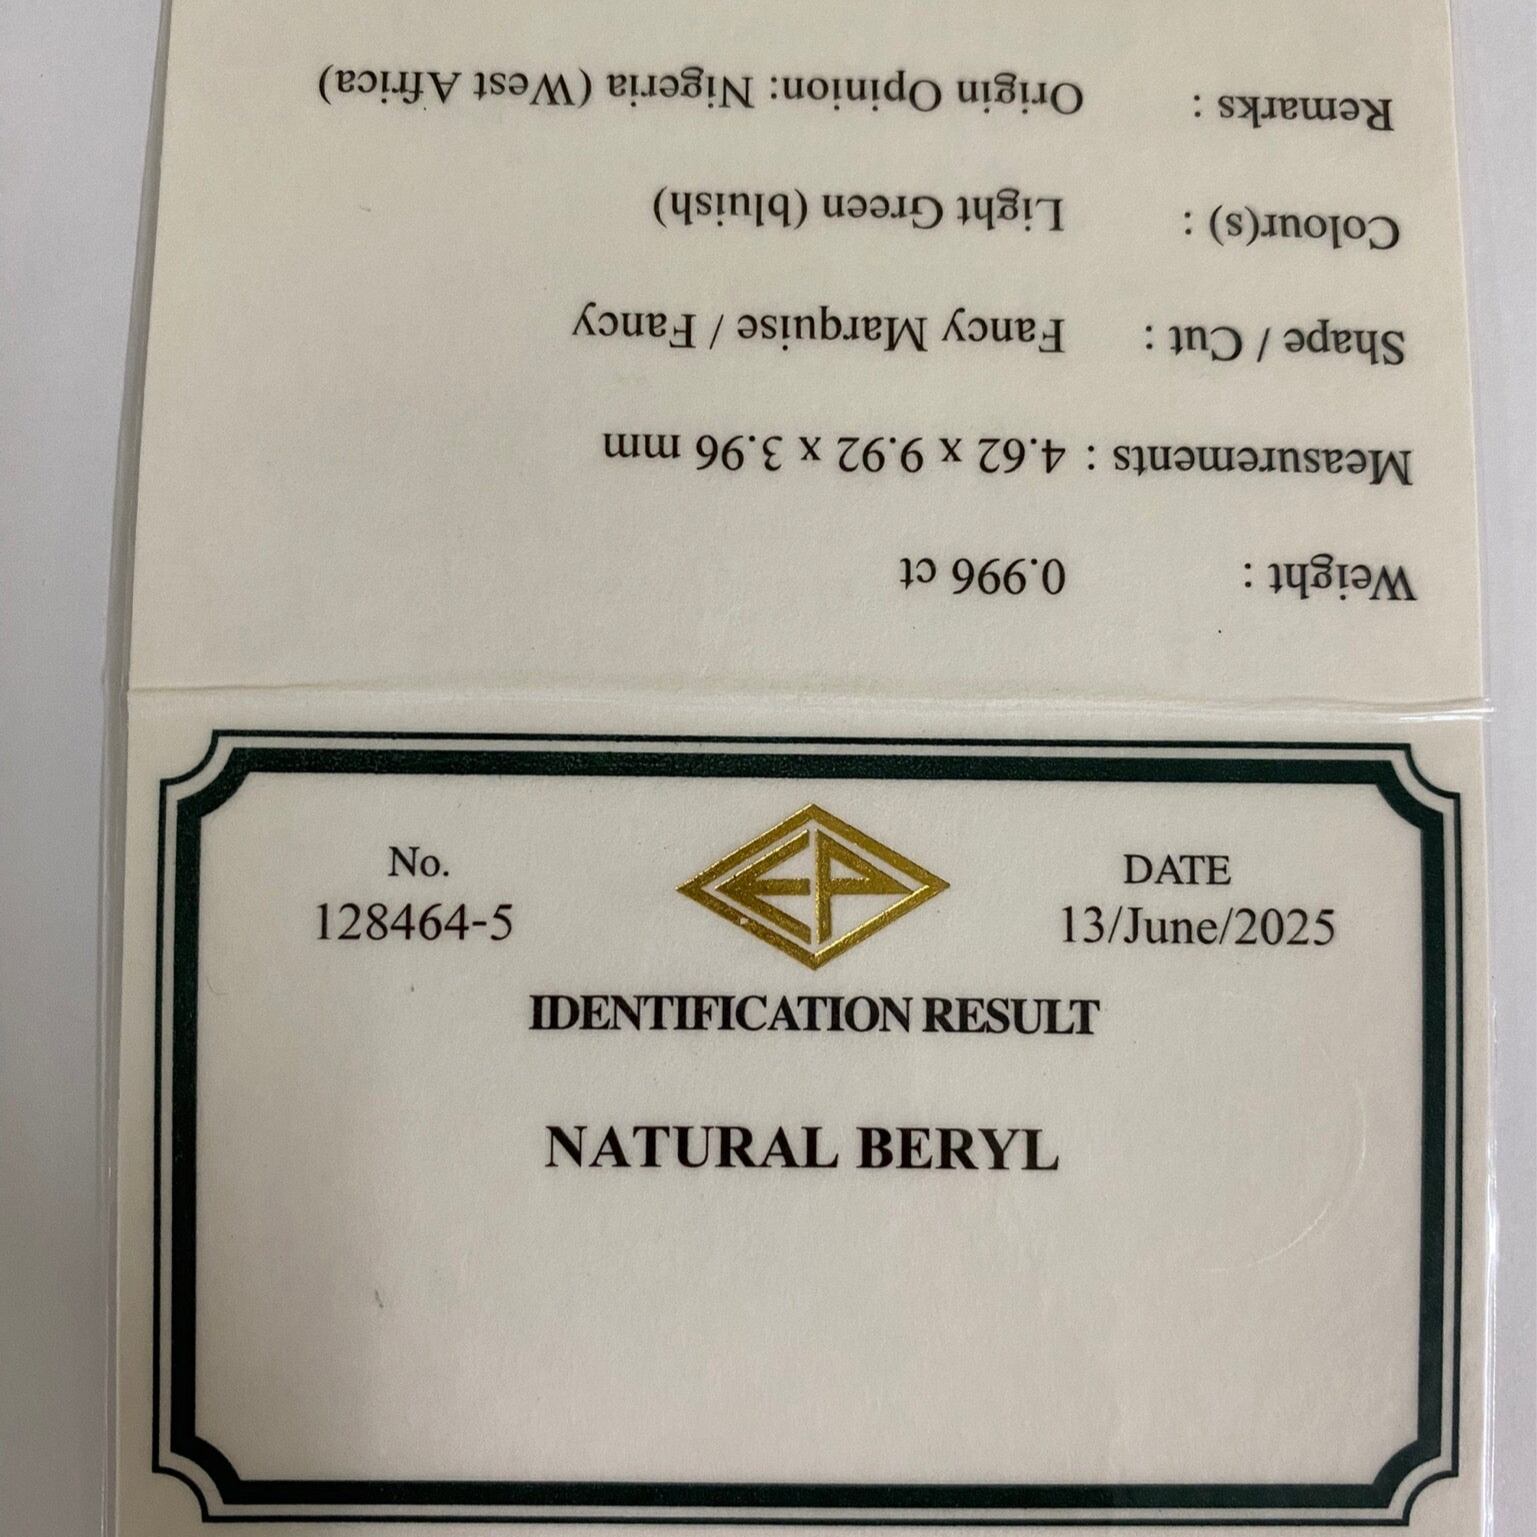 Weight : 0.996 ct
Measurements : 4.62 x 9.92 x 3.96 mm
Shape / Cut : Fancy Marquise / Fancy
Colour(s) : Light Green (bluish)
Remarks : Origin Opinion: Nigeria (West Africa)
No.
128464-5
EP
DATE
13/June/2025
IDENTIFICATION RESULT
NATURAL BERYL